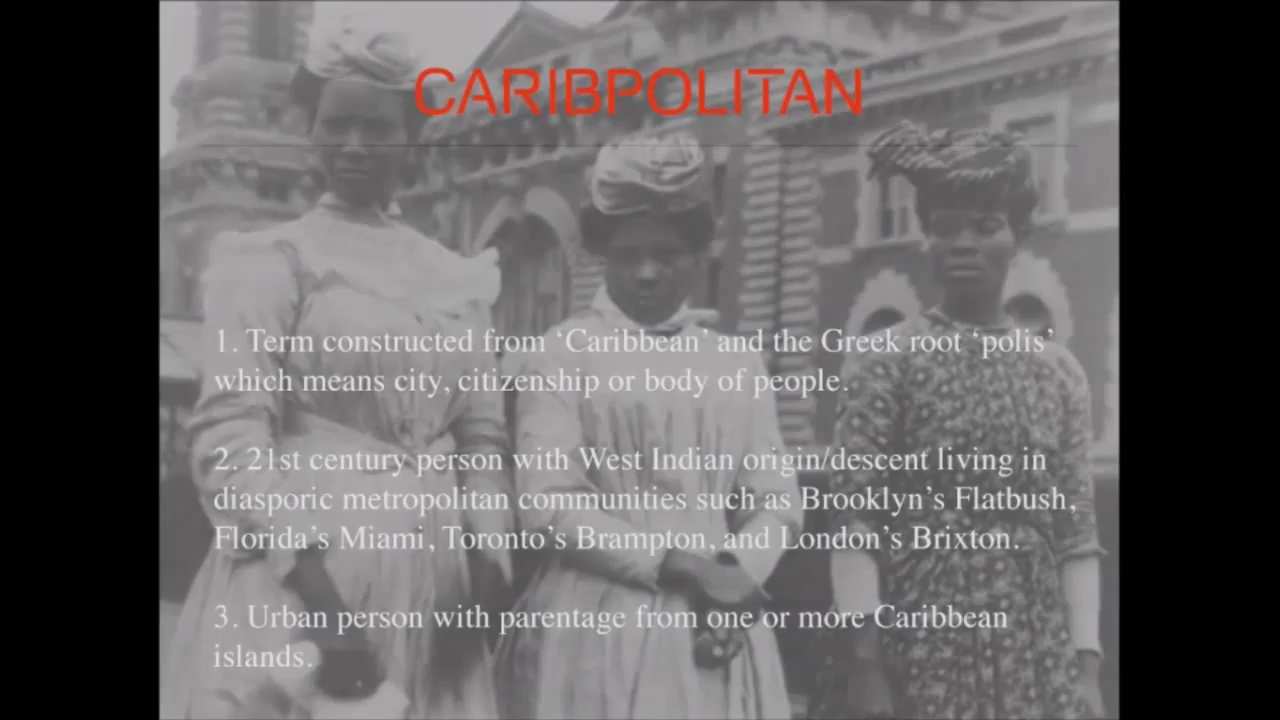 CARIBPOLITAN
1. Term constructed from ‘Caribbean’ and the Greek root ‘polis’
which means city, citizenship or body of people.
2. 21st century person with West Indian origin/descent living in
diasporic metropolitan communities such as Brooklyn’s Flatbush,
Florida’s Miami, Toronto’s Brampton, and London’s Brixton.
3. Urban person with parentage from one or more Caribbean
islands.